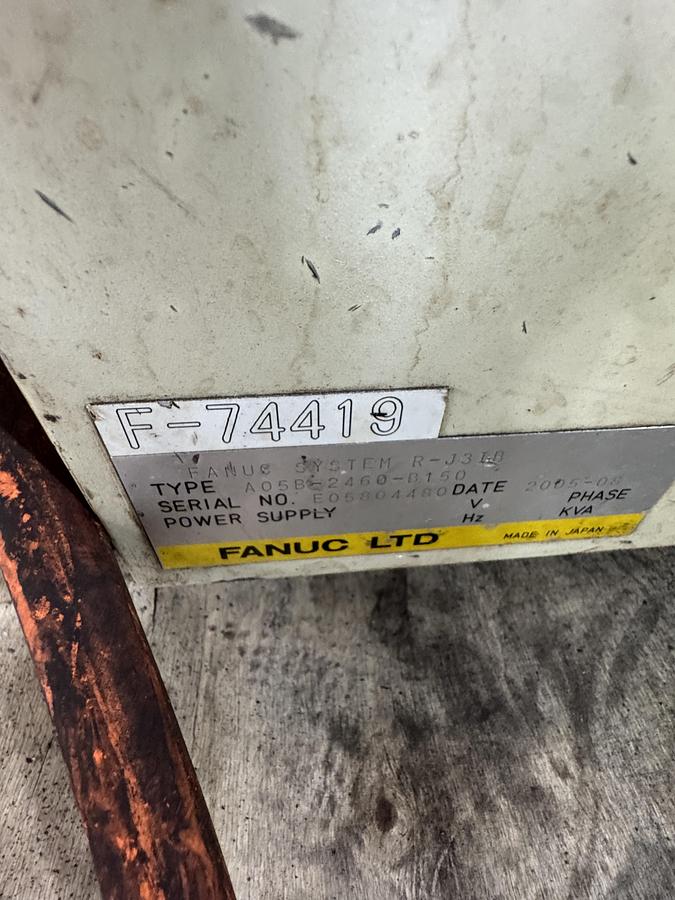 F-74419
FANUC SYSTEM R-J3iB
TYPE A05B-2460-B150 DATE 2005-08
SERIAL NO. E05804480 V PHASE
POWER SUPPLY Hz KVA
FANUC LTD MADE IN JAPAN